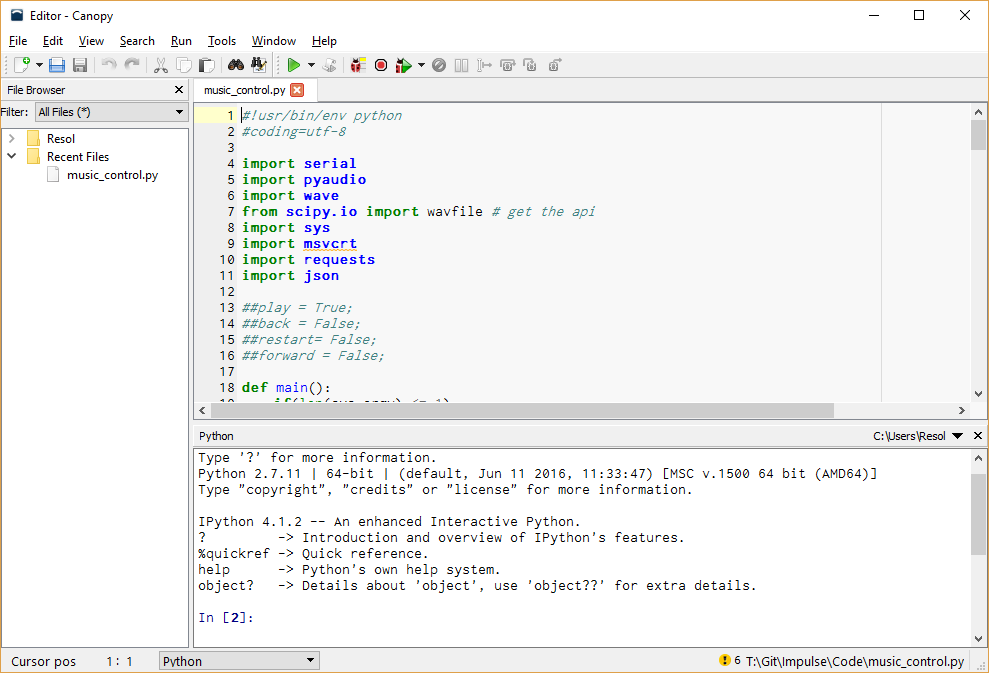 Editor - Canopy
File Edit View Search Run Tools Window Help
File Browser
Filter: All Files (*)
Resol
Recent Files
music_control.py
music_control.py
1 #!usr/bin/env python
2 #coding=utf-8
3
4 import serial
5 import pyaudio
6 import wave
7 from scipy.io import wavfile # get the api
8 import sys
9 import msvcrt
10 import requests
11 import json
12
13 ##play = True;
14 ##back = False;
15 ##restart= False;
16 ##forward = False;
17
18 def main():
19 if(len(sys.argv) <= 1)
Python C:\Users\Resol
Type '?' for more information.
Python 2.7.11 | 64-bit | (default, Jun 11 2016, 11:33:47) [MSC v.1500 64 bit (AMD64)]
Type "copyright", "credits" or "license" for more information.
IPython 4.1.2 -- An enhanced Interactive Python.
? -> Introduction and overview of IPython's features.
%quickref -> Quick reference.
help -> Python's own help system.
object? -> Details about 'object', use 'object??' for extra details.
In [2]:
Cursor pos 1 : 1 Python 6 T:\Git\Impulse\Code\music_control.py